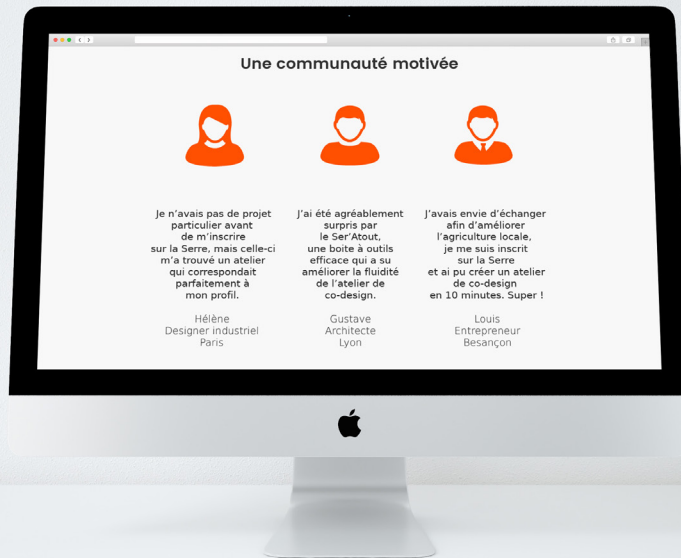 Une communauté motivée
Je n’avais pas de projet
particulier avant
de m’inscrire
sur la Serre, mais celle-ci
m’a trouvé un atelier
qui correspondait
parfaitement à
mon profil.
Hélène
Designer industriel
Paris
J’ai été agréablement
surpris par
le Ser’Atout,
une boite à outils
efficace qui a su
améliorer la fluidité
de l’atelier de
co-design.
Gustave
Architecte
Lyon
J’avais envie d’échanger
afin d’améliorer
l’agriculture locale,
je me suis inscrit
sur la Serre
et ai pu créer un atelier
de co-design
en 10 minutes. Super !
Louis
Entrepreneur
Besançon